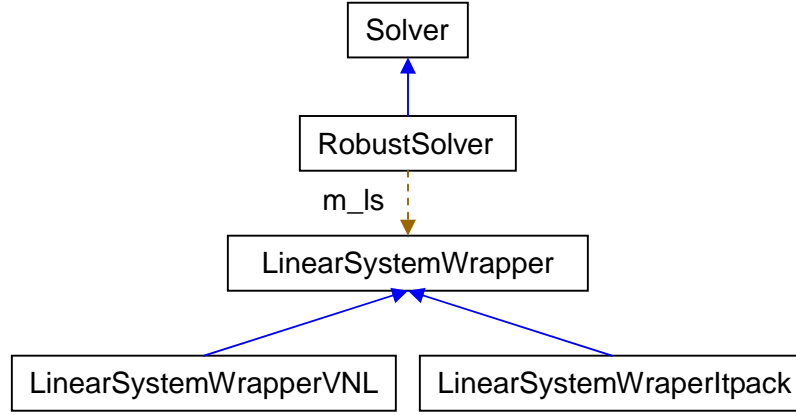 Solver
RobustSolver
m_ls
LinearSystemWrapper
LinearSystemWrapperVNL
LinearSystemWraperItpack